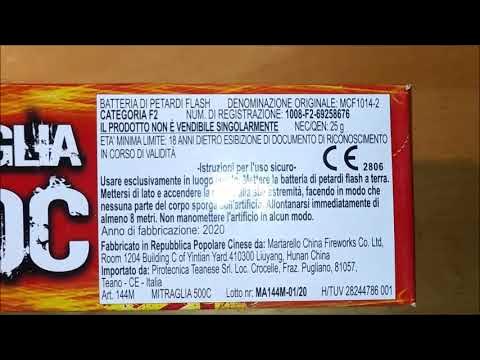 GLIA
0C
BATTERIA DI PETARDI FLASH DENOMINAZIONE ORIGINALE: MCF1014-2
CATEGORIA F2 NUM. DI REGISTRAZIONE: 1008-F2-69258676
IL PRODOTTO NON È VENDIBILE SINGOLARMENTE NEC/QEN: 25 g
ETA' MINIMA LIMITE: 18 ANNI DIETRO ESIBIZIONE DI DOCUMENTO DI RICONOSCIMENTO
IN CORSO DI VALIDITÀ
CE 2806
-Istruzioni per l'uso sicuro-
Usare esclusivamente in luogo Mettere la batteria di petardi flash a terra.
Mettersi di lato e accendere la sua estremità, facendo in modo che
nessuna parte del corpo sporga sull'artificio. Allontanarsi immediatamente di
almeno 8 metri. Non manomettere l'artificio in alcun modo.
Anno di fabbricazione: 2020
Fabbricato in Repubblica Popolare Cinese da: Martarello China Fireworks Co. Ltd,
Room 1204 Building C of Yintian Yard.410300 Liuyang, Hunan China
Importato da: Pirotecnica Teanese Srl. Loc. Crocelle, Fraz. Pugliano, 81057,
Teano - CE - Italia
Art. 144M MITRAGLIA 500C Lotto nr: MA144M-01/20 H/TUV 28244786 001